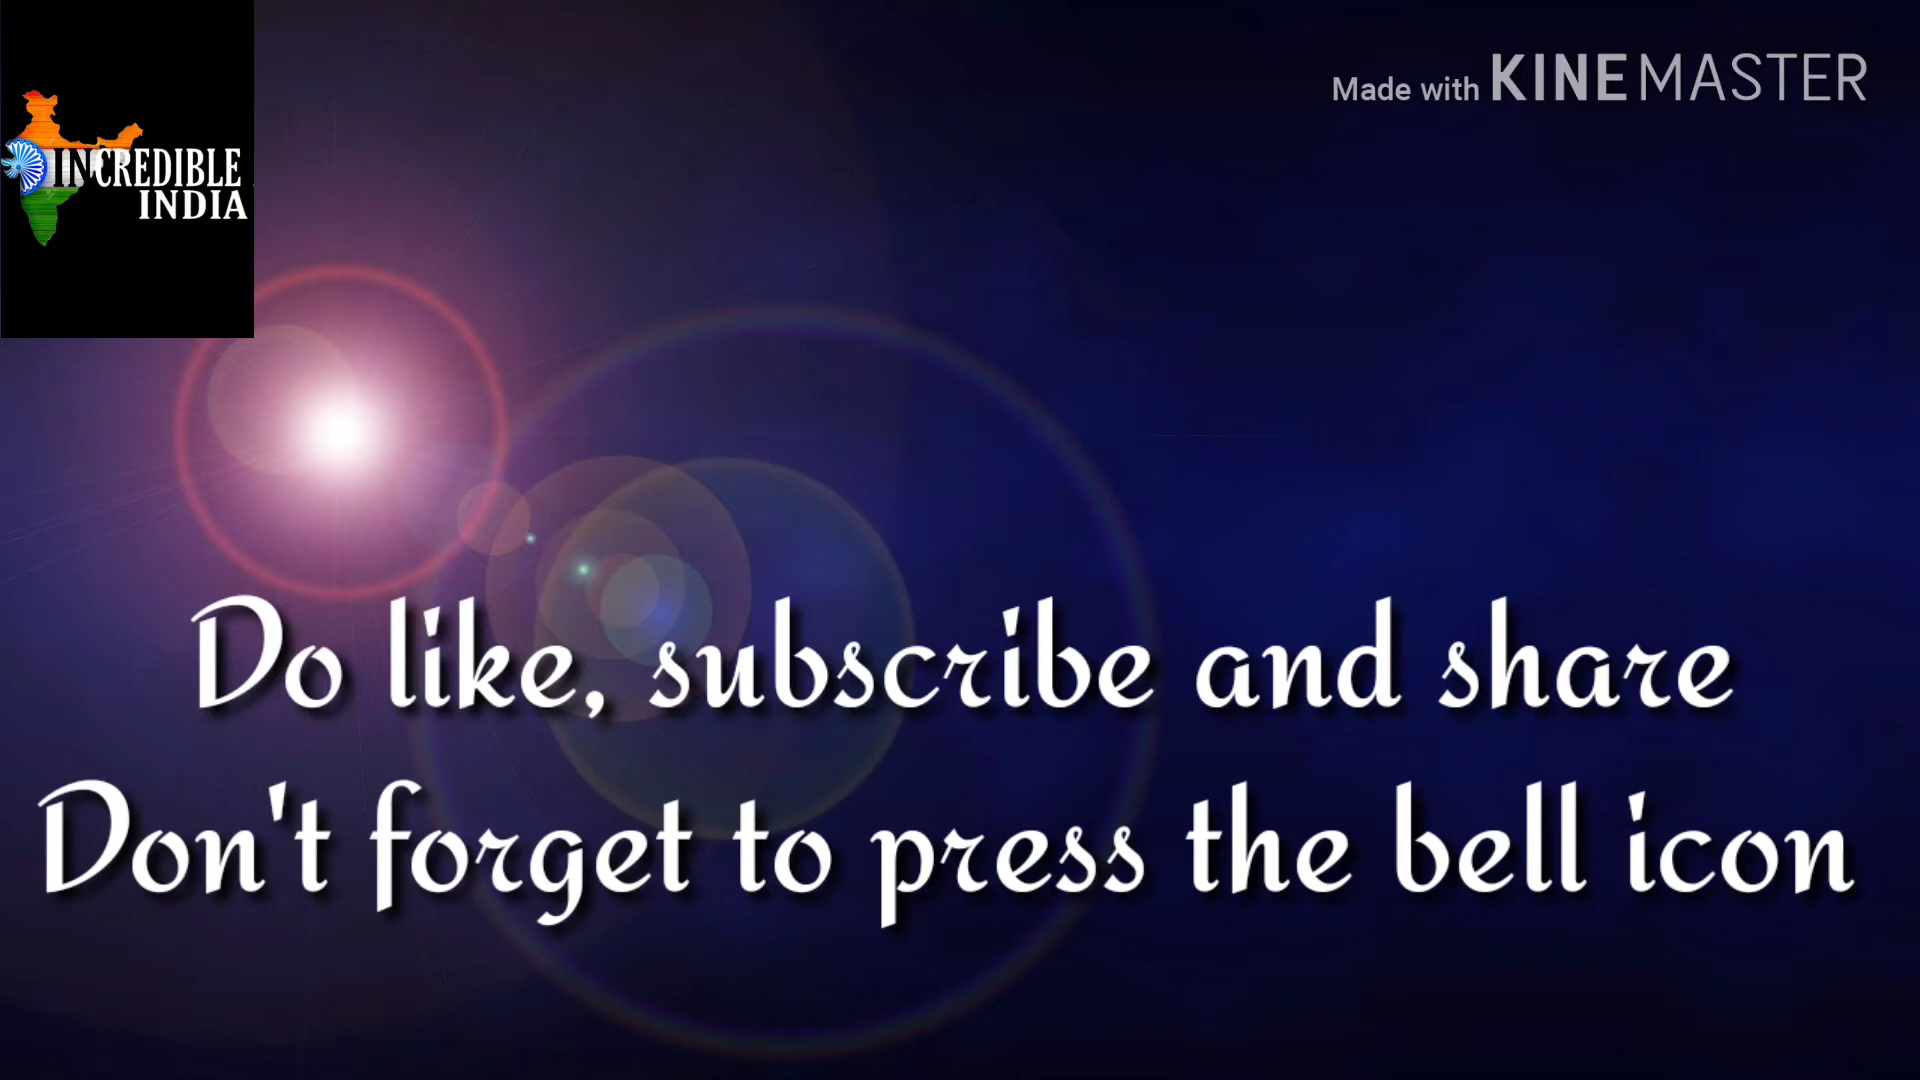 INCREDIBLE
INDIA
Made with KINEMASTER
Do like, subscribe and share
Don't forget to press the bell icon